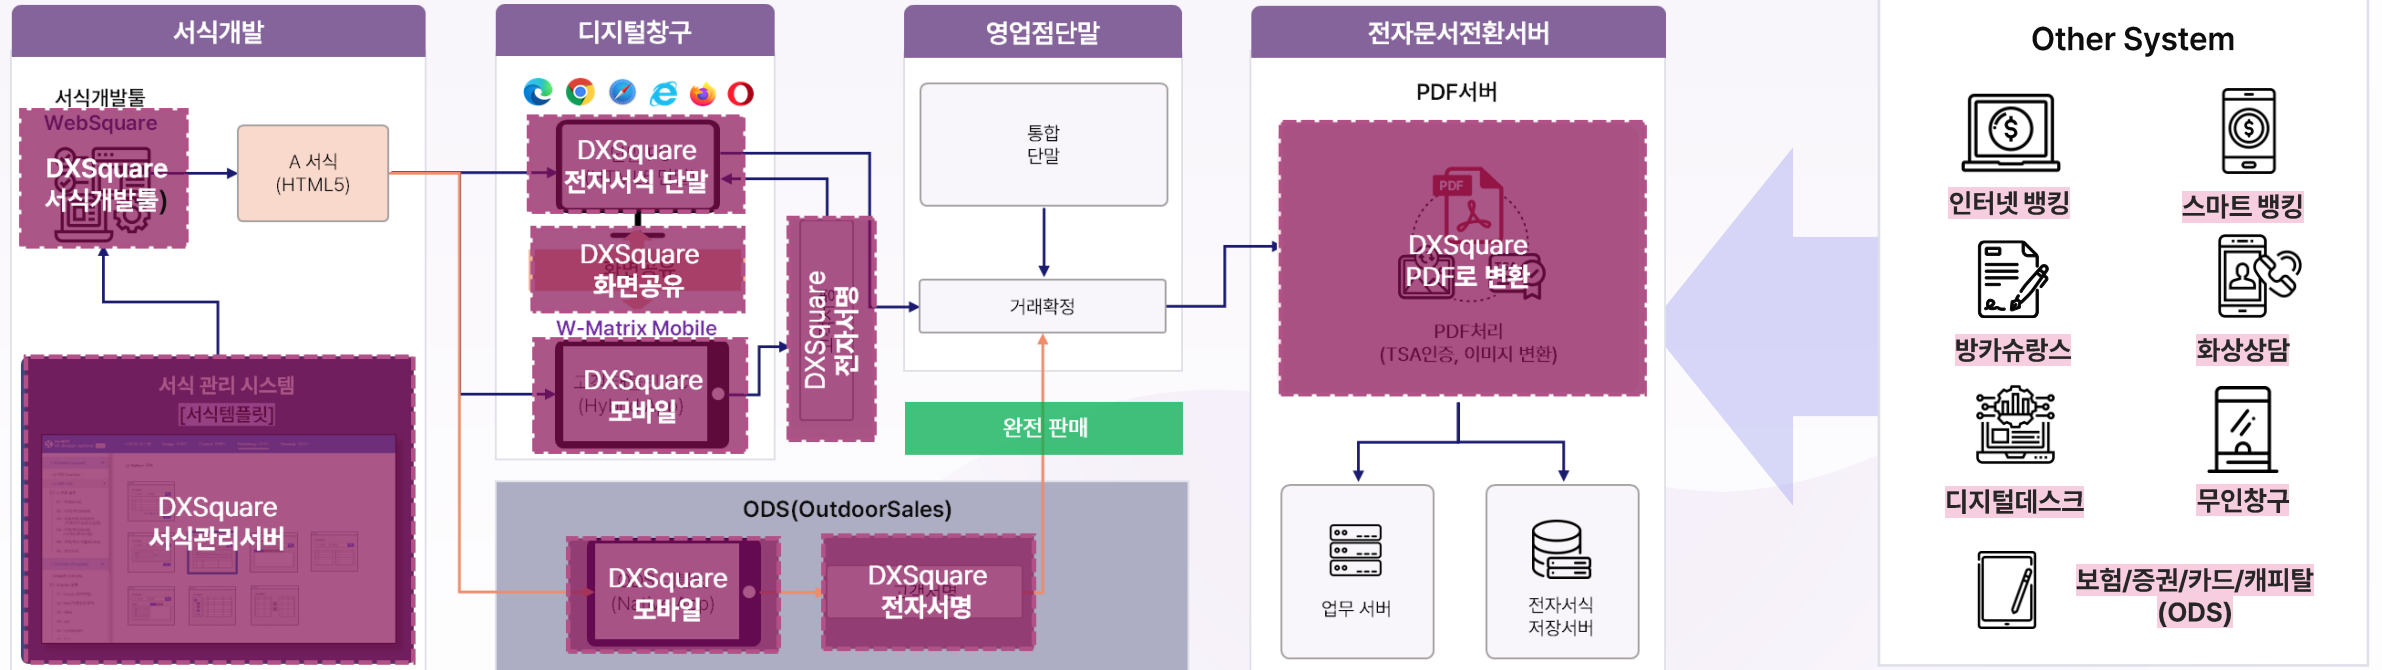 서식개발
서식개발툴
WebSquare
DXSquare
서식개발툴)
A 서식
(HTML5)
서식 관리 시스템
[서식템플릿]
DXSquare
서식관리서버
디지털창구
DXSquare
전자서식 단말
DXSquare
화면공유
W-Matrix Mobile
DXSquare
모바일
DXSquare
전자서명
영업점단말
통합
단말
거래확정
완전 판매
ODS(OutdoorSales)
DXSquare
모바일
DXSquare
전자서명
전자문서전환서버
PDF서버
PDF
DXSquare
PDF로 변환
PDF처리
(TSA인증, 이미지 변환)
업무 서버
전자서식
저장서버
Other System
인터넷 뱅킹
스마트 뱅킹
방카슈랑스
화상상담
디지털데스크
무인창구
보험/증권/카드/캐피탈
(ODS)